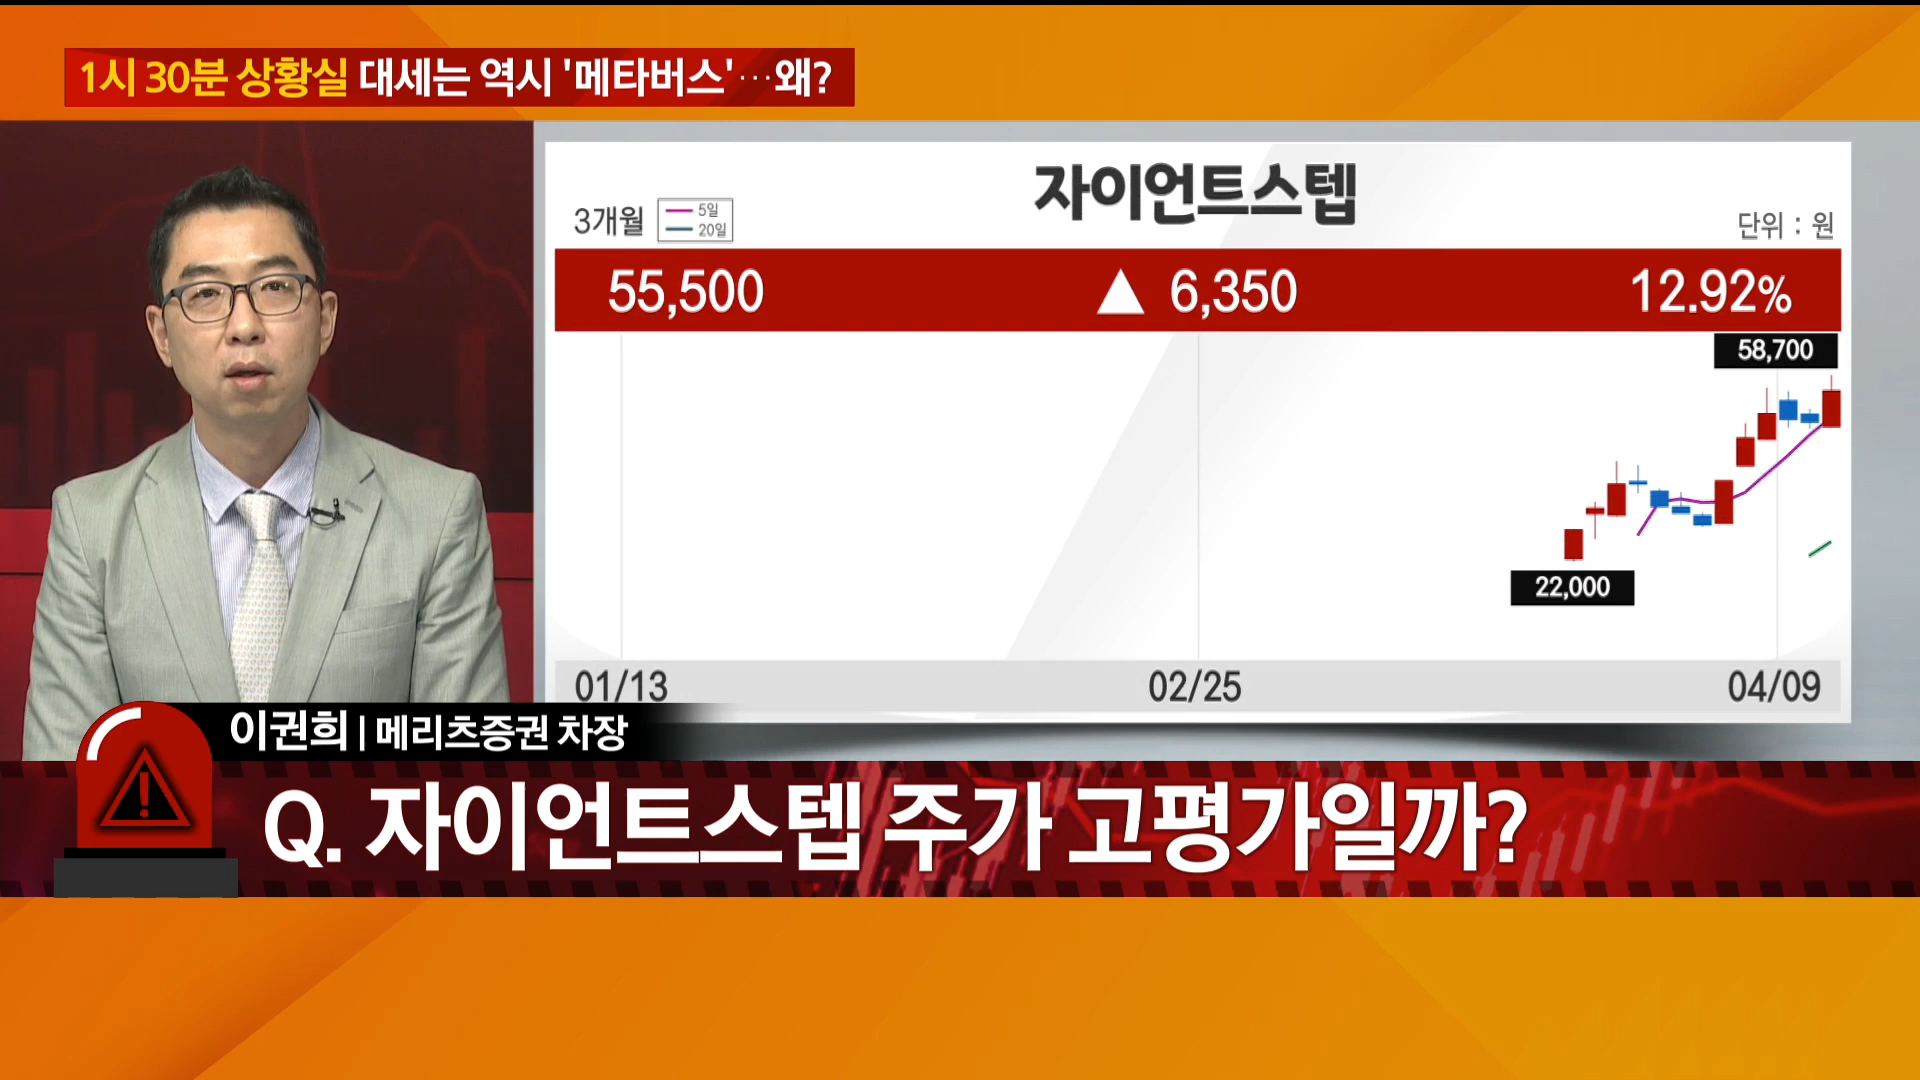 1시 30분 상황실 대세는 역시 '메타버스'…왜?
자이언트스텝
3개월
5일
20일
단위 : 원
55,500 ▲ 6,350 12.92%
58,700
22,000
01/13 02/25 04/09
이권희 | 메리츠증권 차장
Q. 자이언트스텝 주가 고평가일까?